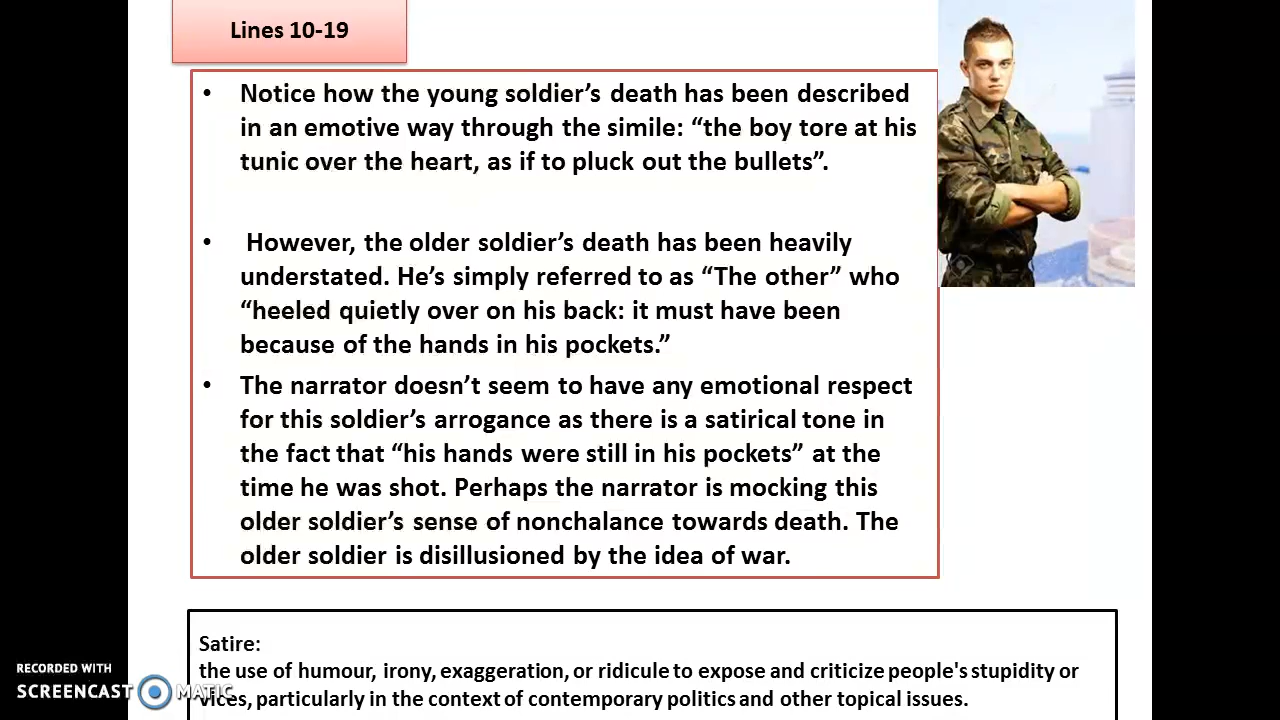 Lines 10-19
• Notice how the young soldier’s death has been described
in an emotive way through the simile: “the boy tore at his
tunic over the heart, as if to pluck out the bullets”.
• However, the older soldier’s death has been heavily
understated. He’s simply referred to as “The other” who
“heeled quietly over on his back: it must have been
because of the hands in his pockets.”
• The narrator doesn’t seem to have any emotional respect
for this soldier’s arrogance as there is a satirical tone in
the fact that “his hands were still in his pockets” at the
time he was shot. Perhaps the narrator is mocking this
older soldier’s sense of nonchalance towards death. The
older soldier is disillusioned by the idea of war.
Satire:
the use of humour, irony, exaggeration, or ridicule to expose and criticize people's stupidity or
vices, particularly in the context of contemporary politics and other topical issues.
RECORDED WITH
SCREENCAST MATIC